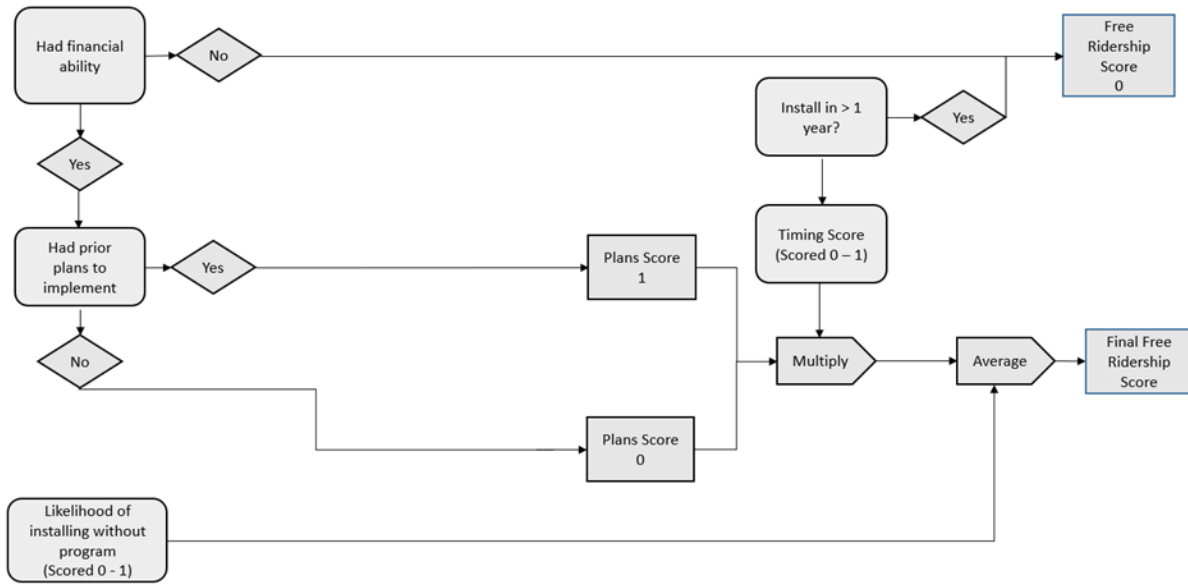 Had financial
ability
No
Free
Ridership
Score
0
Install in > 1
year?
Yes
Yes
Timing Score
(Scored 0 – 1)
Had prior
plans to
implement
Yes
Plans Score
1
No
Multiply
Average
Final Free
Ridership
Score
Plans Score
0
Likelihood of
installing without
program
(Scored 0 - 1)